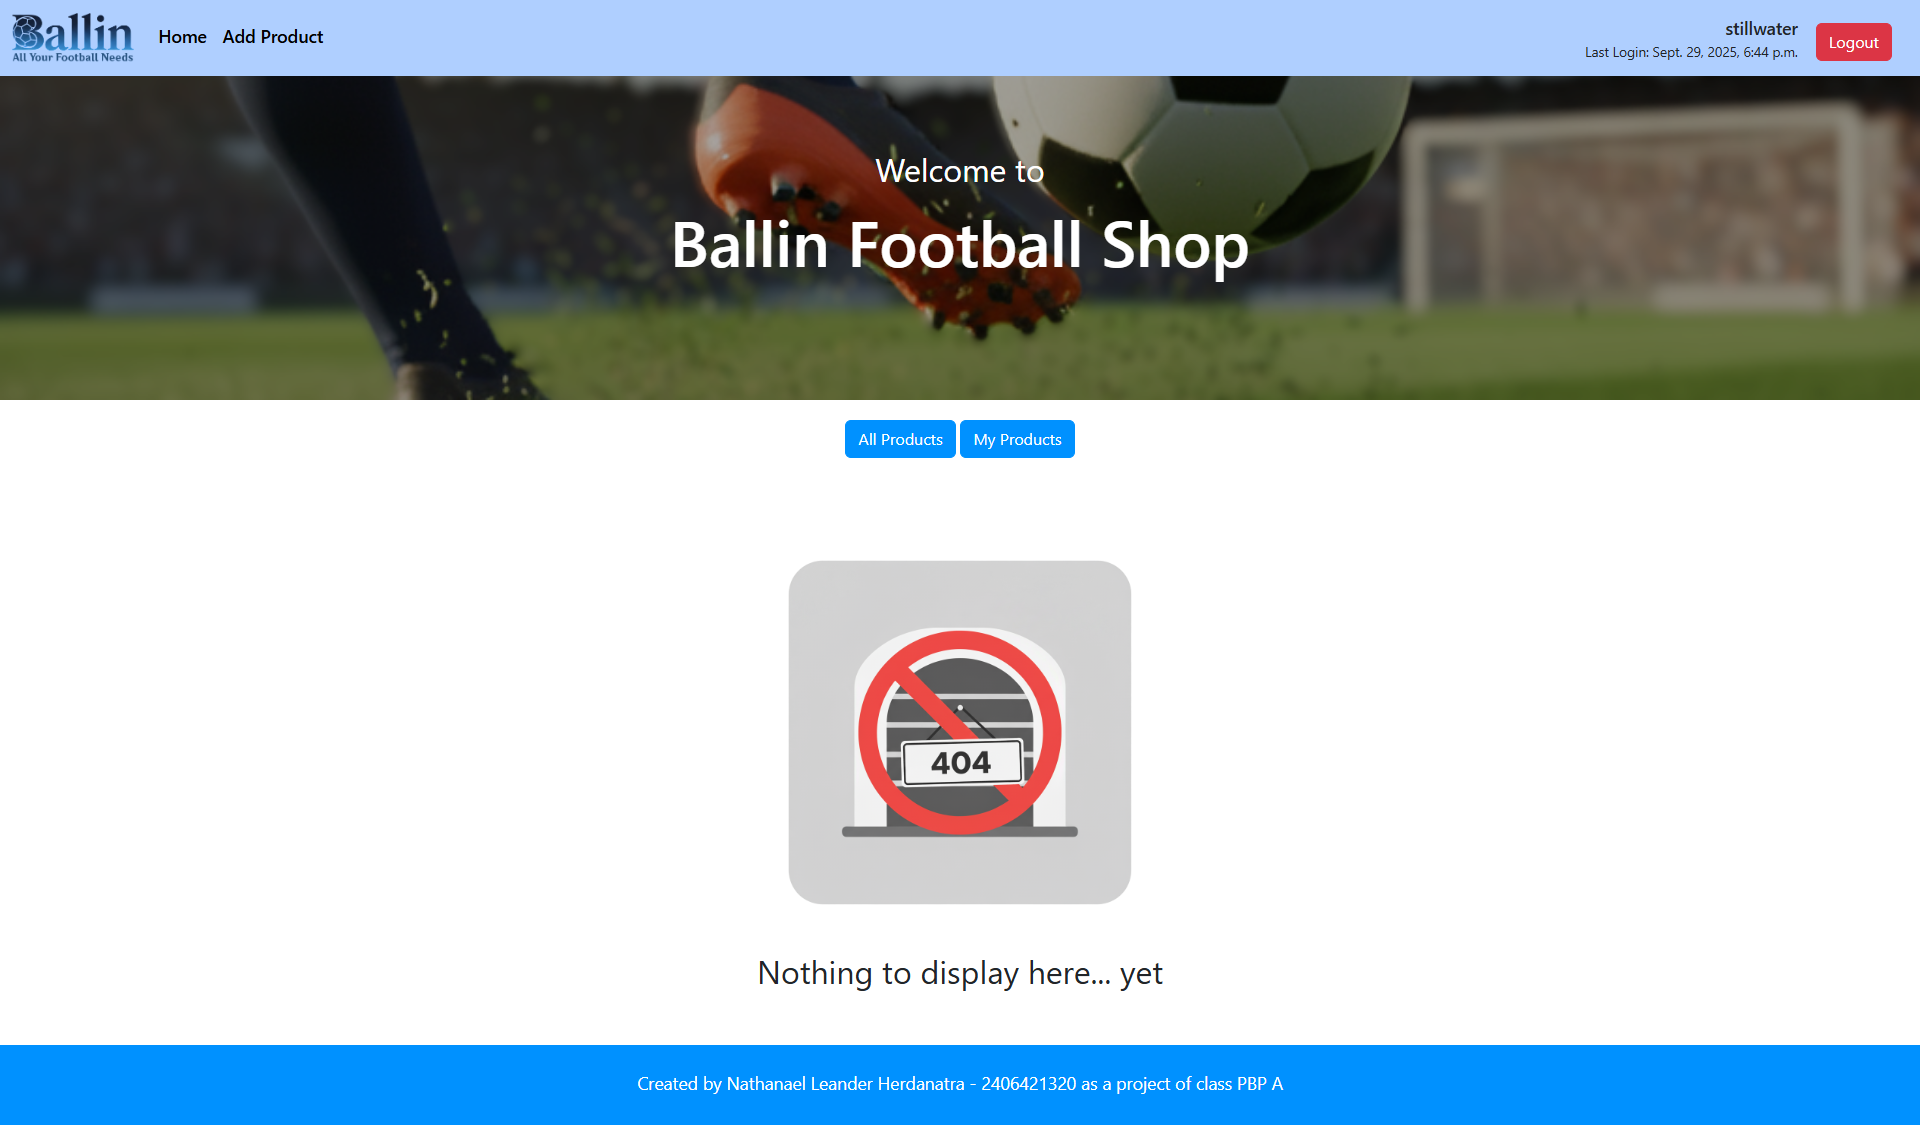 Ballin
All Your Football Needs
Home
Add Product
stillwater
Last Login: Sept. 29, 2025, 6:44 p.m.
Logout
Welcome to
Ballin Football Shop
All Products
My Products
404
Nothing to display here... yet
Created by Nathanael Leander Herdanatra - 2406421320 as a project of class PBP A